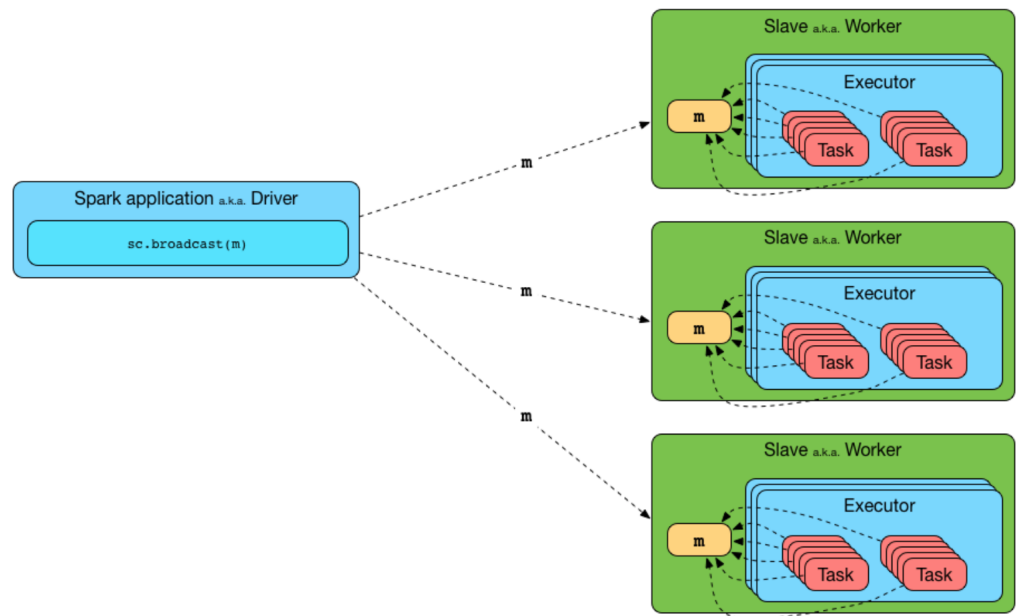 Spark application a.k.a. Driver
sc.broadcast(m)
m
m
m
Slave a.k.a. Worker
Executor
m
Task
Task
Slave a.k.a. Worker
Executor
m
Task
Task
Slave a.k.a. Worker
Executor
m
Task
Task